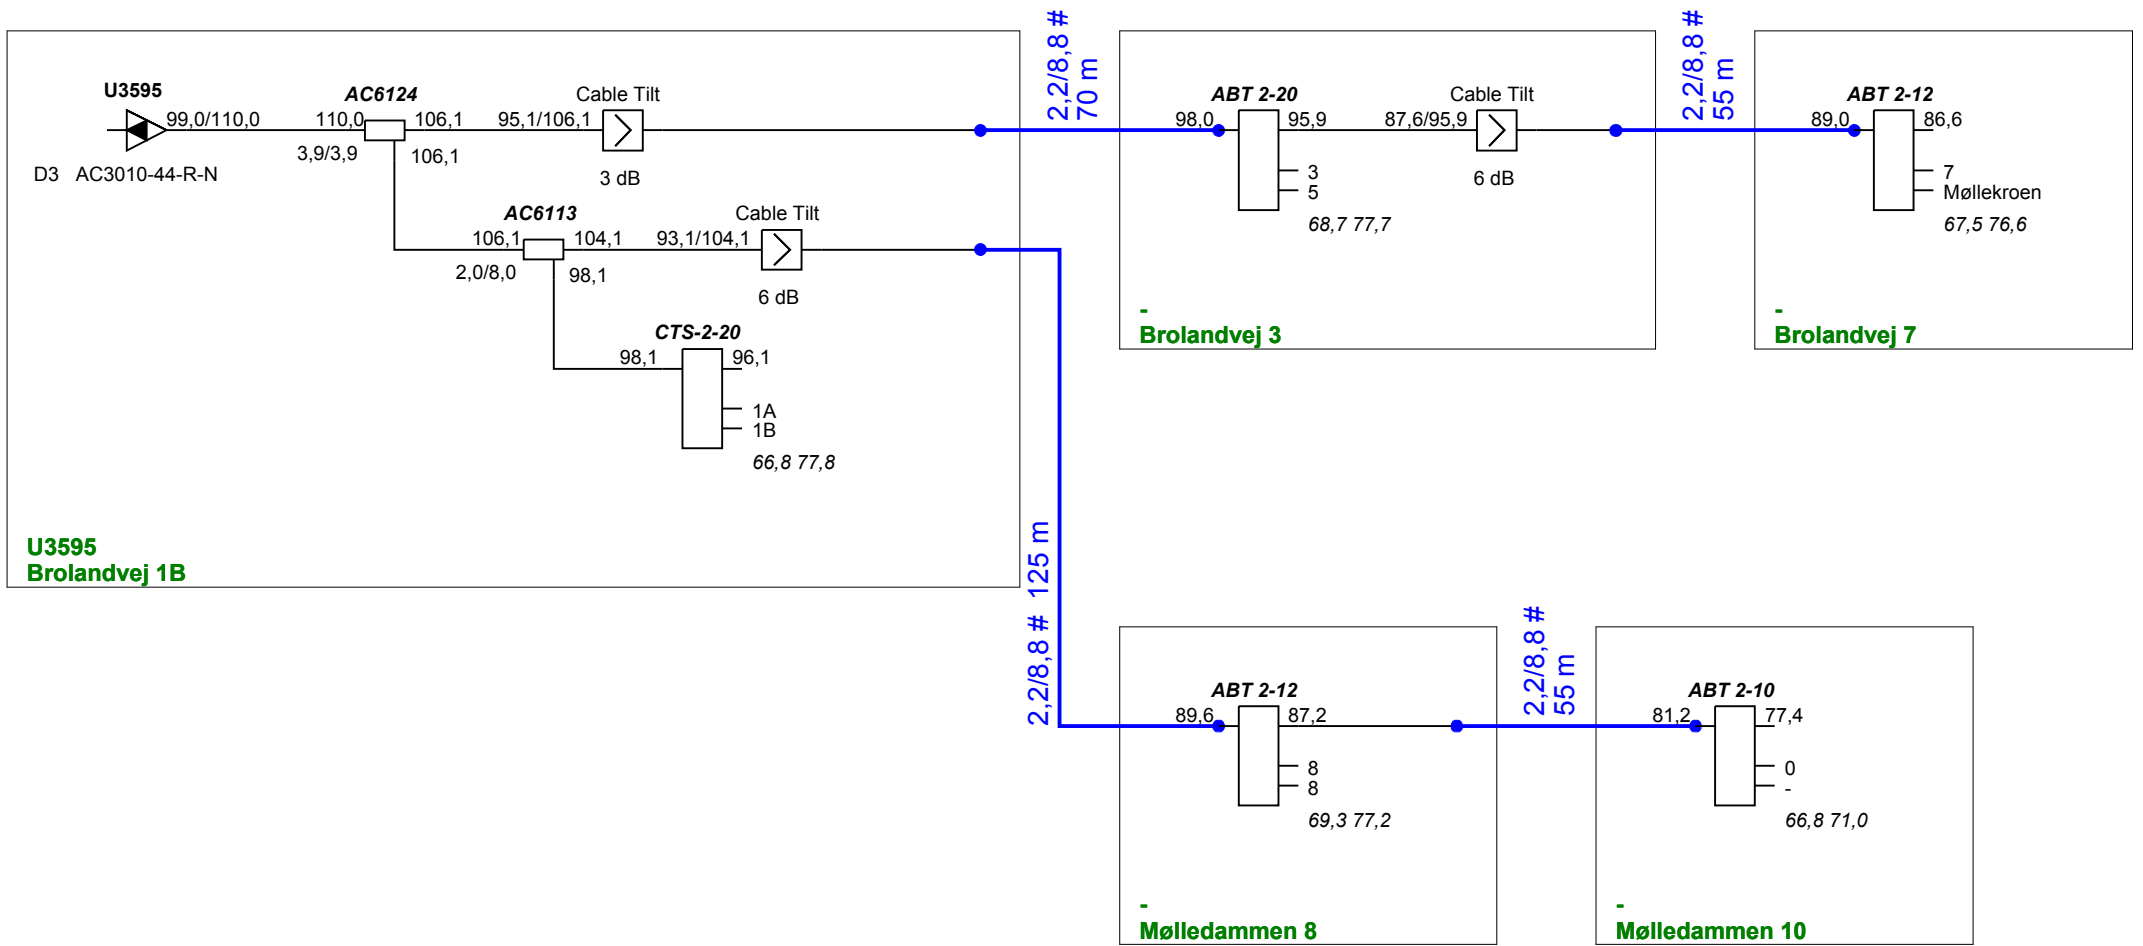 U3595
99,0/110,0
D3 AC3010-44-R-N
AC6124
110,0
106,1
3,9/3,9
106,1
95,1/106,1
Cable Tilt
3 dB
AC6113
106,1
104,1
2,0/8,0
98,1
93,1/104,1
Cable Tilt
6 dB
CTS-2-20
98,1
96,1
1A
1B
66,8 77,8
U3595
Brolandvej 1B
2,2/8,8 #
70 m
ABT 2-20
98,0
95,9
3
5
68,7 77,7
87,6/95,9
Cable Tilt
6 dB
-
Brolandvej 3
2,2/8,8 #
55 m
ABT 2-12
89,0
86,6
7
Møllekroen
67,5 76,6
-
Brolandvej 7
2,2/8,8 # 125 m
ABT 2-12
89,6
87,2
8
8
69,3 77,2
-
Mølledammen 8
2,2/8,8 #
55 m
ABT 2-10
81,2
77,4
0
-
66,8 71,0
-
Mølledammen 10